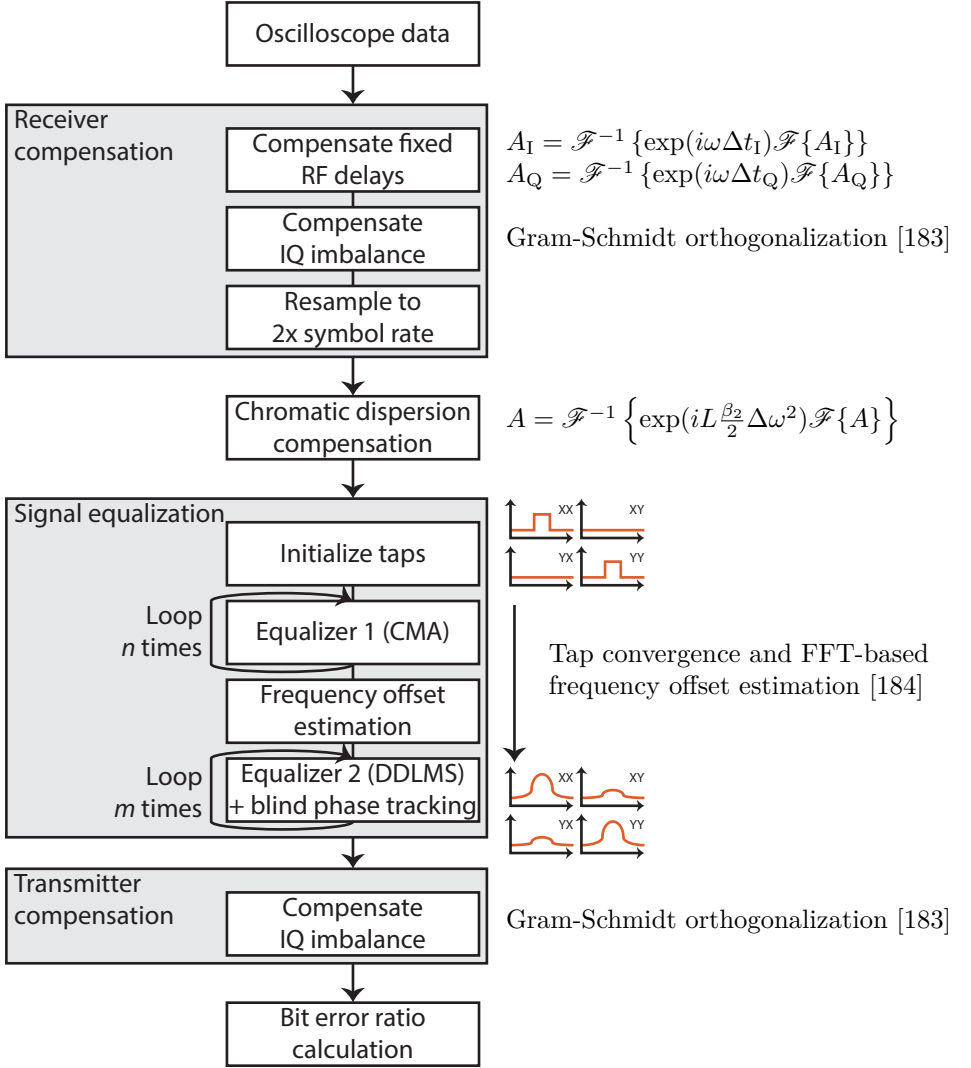 Oscilloscope data
Receiver
compensation
Compensate fixed
RF delays
A_I = ℱ^{-1} {exp(iωΔt_I)ℱ{A_I}}
A_Q = ℱ^{-1} {exp(iωΔt_Q)ℱ{A_Q}}
Compensate
IQ imbalance
Gram-Schmidt orthogonalization [183]
Resample to
2x symbol rate
Chromatic dispersion
compensation
A = ℱ^{-1} {exp(iL \frac{β_2}{2} Δω^2)ℱ{A}}
Signal equalization
XX XY
YX YY
Initialize taps
Loop
n times
Equalizer 1 (CMA)
Tap convergence and FFT-based
frequency offset estimation [184]
Frequency offset
estimation
Loop
m times
Equalizer 2 (DDLMS)
+ blind phase tracking
XX XY
YX YY
Transmitter
compensation
Compensate
IQ imbalance
Gram-Schmidt orthogonalization [183]
Bit error ratio
calculation